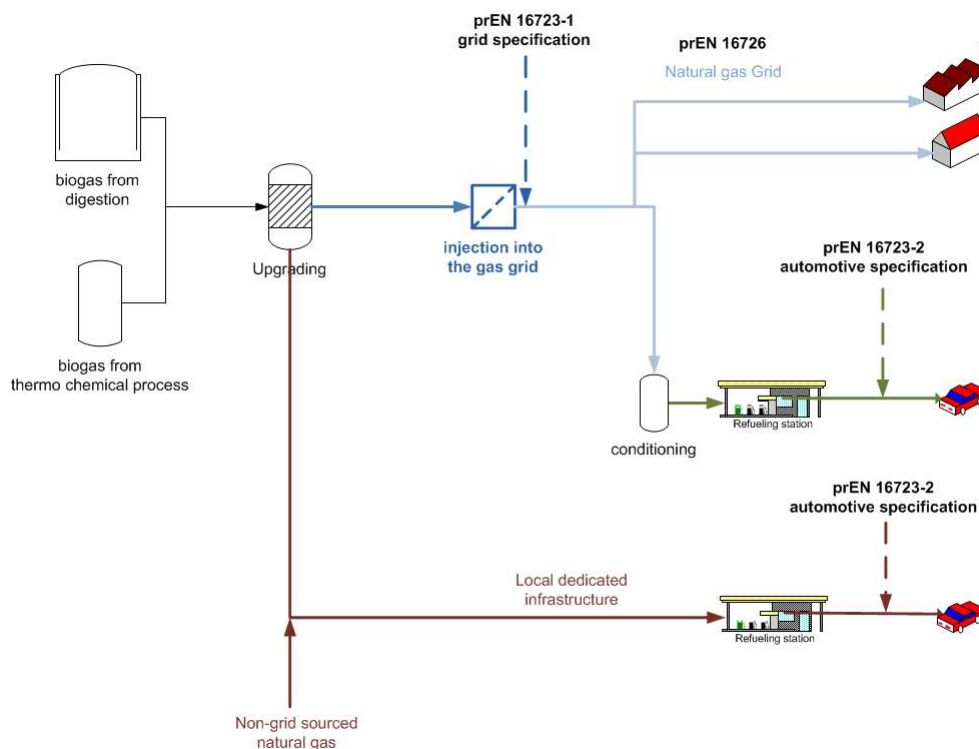 prEN 16723-1
grid specification
prEN 16726
Natural gas Grid
biogas from
digestion
Upgrading
injection into
the gas grid
prEN 16723-2
automotive specification
biogas from
thermo chemical process
conditioning
Refueling station
prEN 16723-2
automotive specification
Local dedicated
infrastructure
Refueling station
Non-grid sourced
natural gas